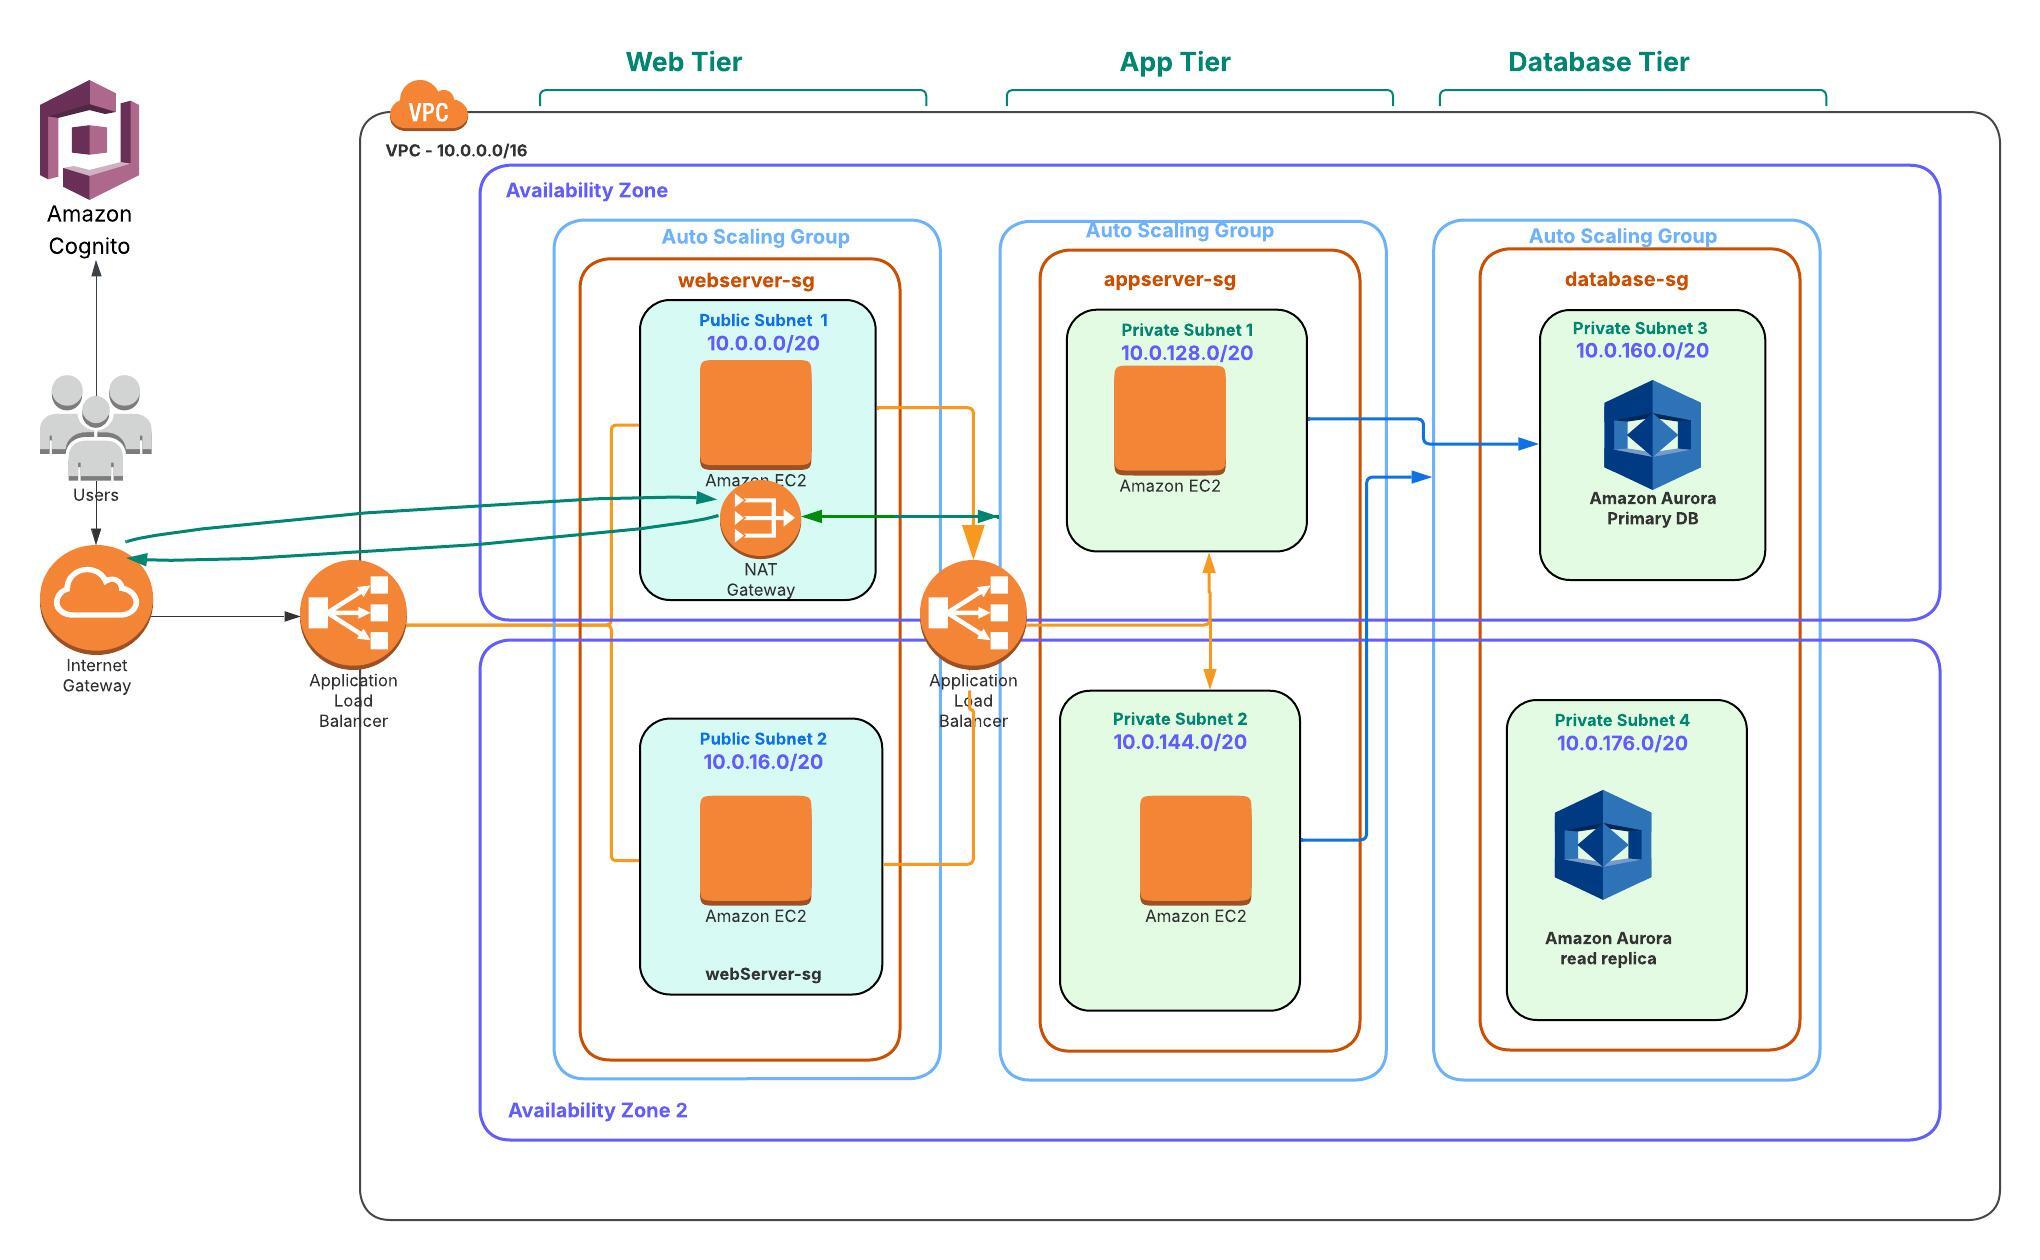 Web Tier
App Tier
Database Tier
VPC
VPC - 10.0.0.0/16
Amazon
Cognito
Users
Internet
Gateway
Application
Load
Balancer
Availability Zone
Auto Scaling Group
webserver-sg
Public Subnet 1
10.0.0.0/20
Amazon EC2
NAT
Gateway
Application
Load
Balancer
Auto Scaling Group
appserver-sg
Private Subnet 1
10.0.128.0/20
Amazon EC2
Auto Scaling Group
database-sg
Private Subnet 3
10.0.160.0/20
Amazon Aurora
Primary DB
Public Subnet 2
10.0.16.0/20
Amazon EC2
webServer-sg
Private Subnet 2
10.0.144.0/20
Amazon EC2
Private Subnet 4
10.0.176.0/20
Amazon Aurora
read replica
Availability Zone 2